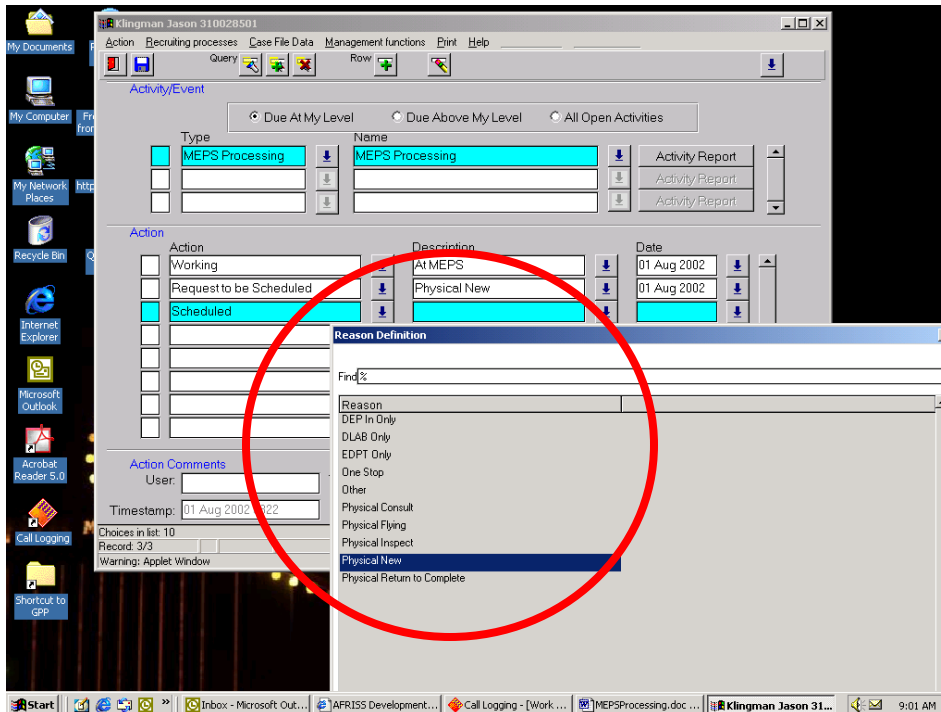 Klingman Jason 310028501
Action Recruiting processes Case File Data Management functions Print Help
Query Row
Activity/Event
Due At My Level Due Above My Level All Open Activities
Type Name
MEPS Processing MEPS Processing Activity Report
Activity Report
Activity Report
Action
Action Description Date
Working At MEPS 01 Aug 2002
Request to be Scheduled Physical New 01 Aug 2002
Scheduled
Reason Definition
Find %
Reason
DEP In Only
DLAB Only
EDPT Only
One Stop
Other
Physical Consult
Physical Flying
Physical Inspect
Physical New
Physical Return to Complete
Action Comments
User:
Timestamp: 01 Aug 2002
Choices in list: 10
Record: 3/3
Warning: Applet Window
My Documents
My Computer
My Network Places
Recycle Bin
Internet Explorer
Microsoft Outlook
Acrobat Reader 5.0
Call Logging
Shortcut to GPP
Start Inbox - Microsoft Out... AFRISS Development... Call Logging - [Work ... MEPSProcessing.doc ... Klingman Jason 31... 9:01 AM